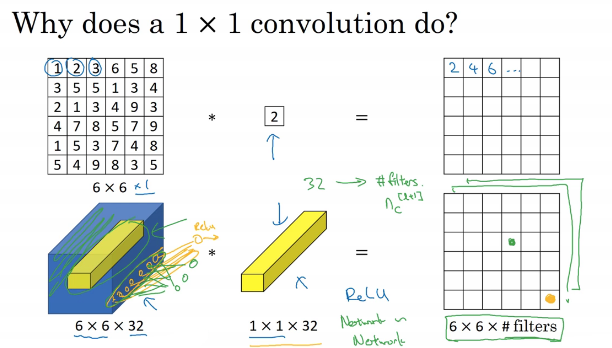 Why does a 1 × 1 convolution do?
1 2 3 6 5 8
3 5 5 1 3 4
2 1 3 4 9 3
4 7 8 5 7 9
1 5 3 7 4 8
5 4 9 8 3 5
*
2
=
2 4 6 ...
6 × 6 × 1
32 → # filters.
n_c^[l+1]
ReLU
*
=
ReLU
Network in
Network
6 × 6 × 32
1 × 1 × 32
6 × 6 × # filters